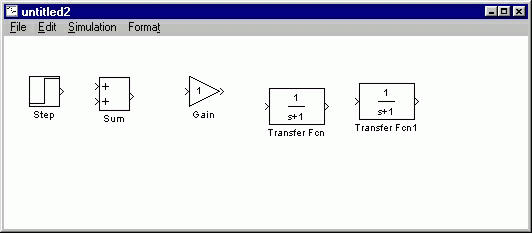 untitled2
File Edit Simulation Format
+
+
1
1
s+1
1
s+1
Step
Sum
Gain
Transfer Fcn
Transfer Fcn1